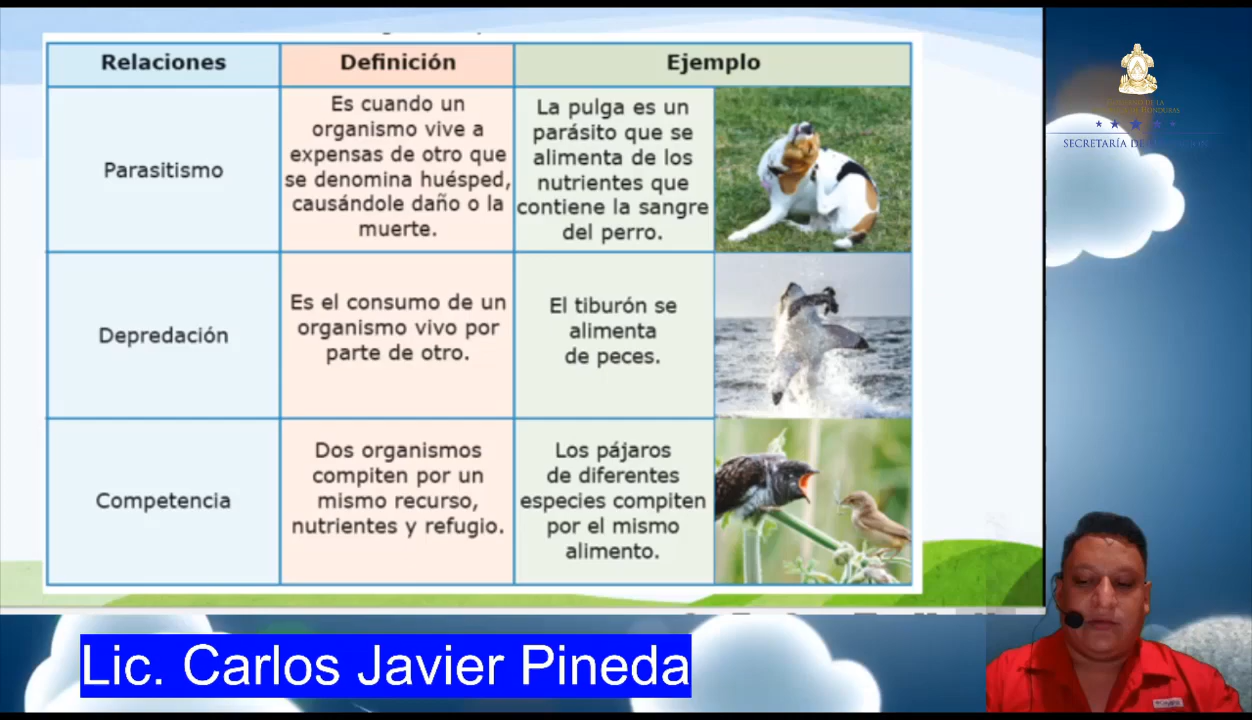 Relaciones
Definición
Ejemplo
Parasitismo
Es cuando un
organismo vive a
expensas de otro que
se denomina huésped,
causándole daño o la
muerte.
La pulga es un
parásito que se
alimenta de los
nutrientes que
contiene la sangre
del perro.
Depredación
Es el consumo de un
organismo vivo por
parte de otro.
El tiburón se
alimenta
de peces.
Competencia
Dos organismos
compiten por un
mismo recurso,
nutrientes y refugio.
Los pájaros
de diferentes
especies compiten
por el mismo
alimento.
SECRETARÍA DE
Lic. Carlos Javier Pineda